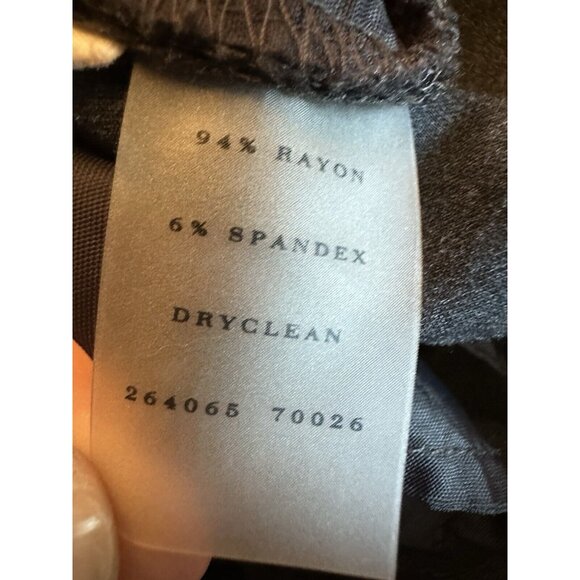 94% RAYON
6% SPANDEX
DRYCLEAN
264065 70026